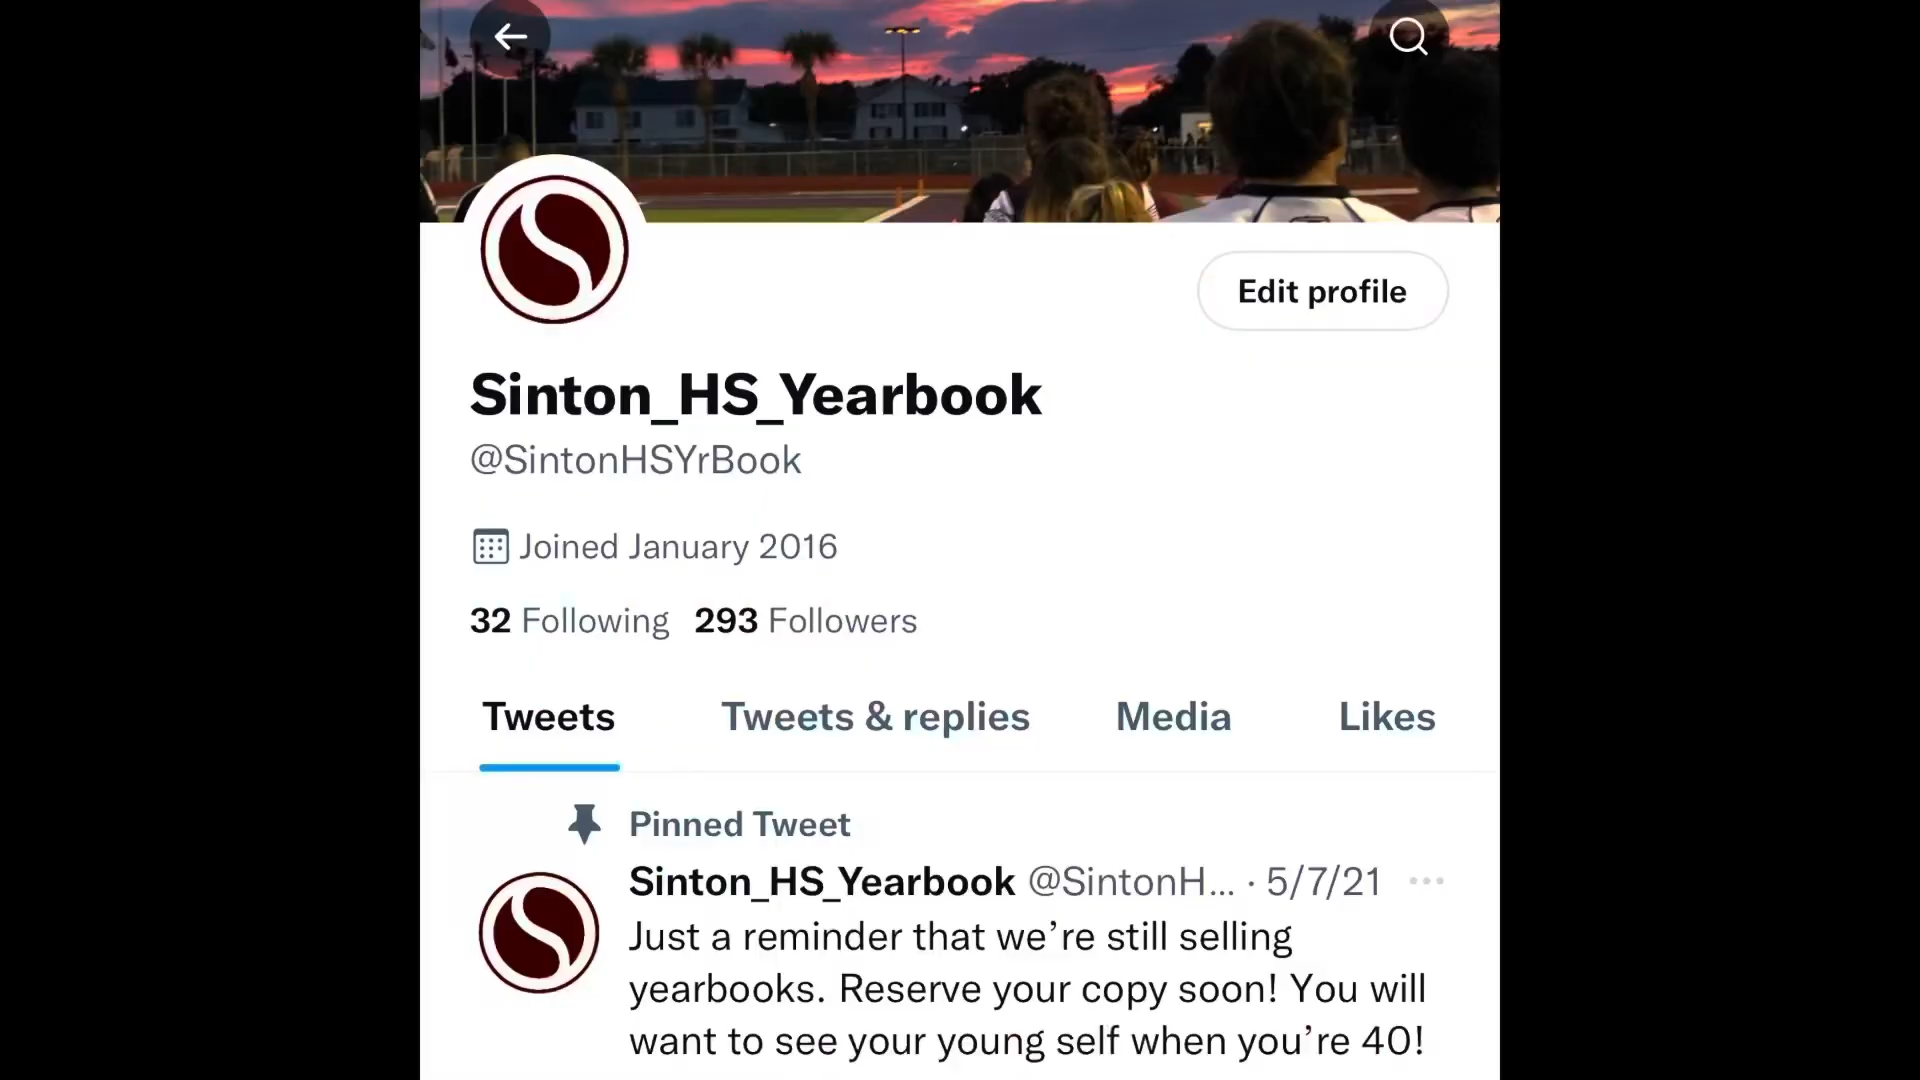 Edit profile
Sinton_HS_Yearbook
@SintonHSYrBook
Joined January 2016
32 Following 293 Followers
Tweets Tweets & replies Media Likes
Pinned Tweet
Sinton_HS_Yearbook @SintonH... · 5/7/21
Just a reminder that we’re still selling
yearbooks. Reserve your copy soon! You will
want to see your young self when you’re 40!